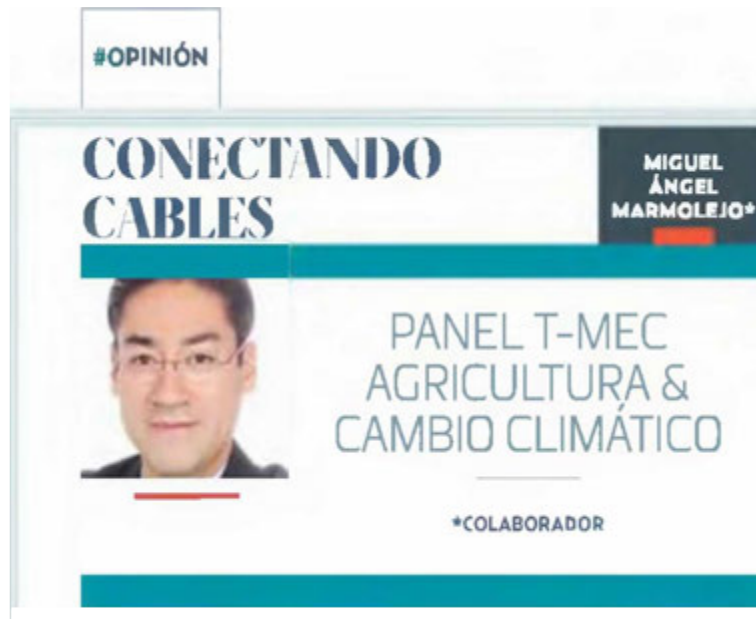 #OPINIÓN
CONECTANDO
CABLES
MIGUEL
ÁNGEL
MARMOLEJO*
PANEL T-MEC
AGRICULTURA &
CAMBIO CLIMÁTICO
*COLABORADOR